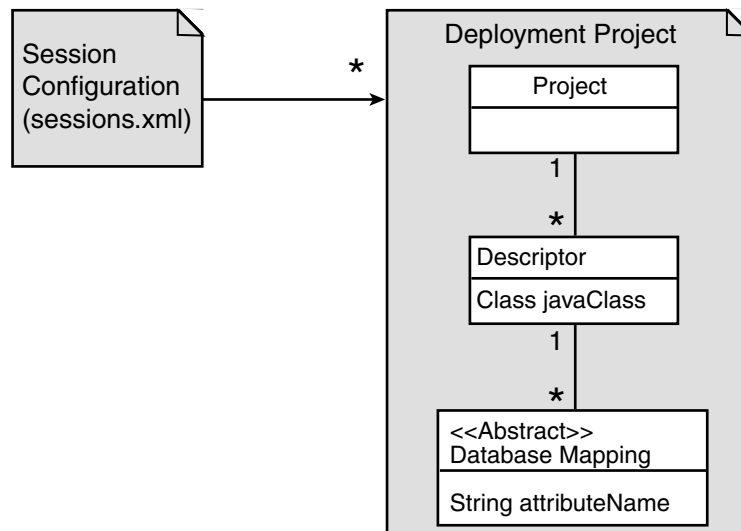 Session
Configuration
(sessions.xml)
*
Deployment Project
Project
1
*
Descriptor
Class javaClass
1
*
<<Abstract>>
Database Mapping
String attributeName